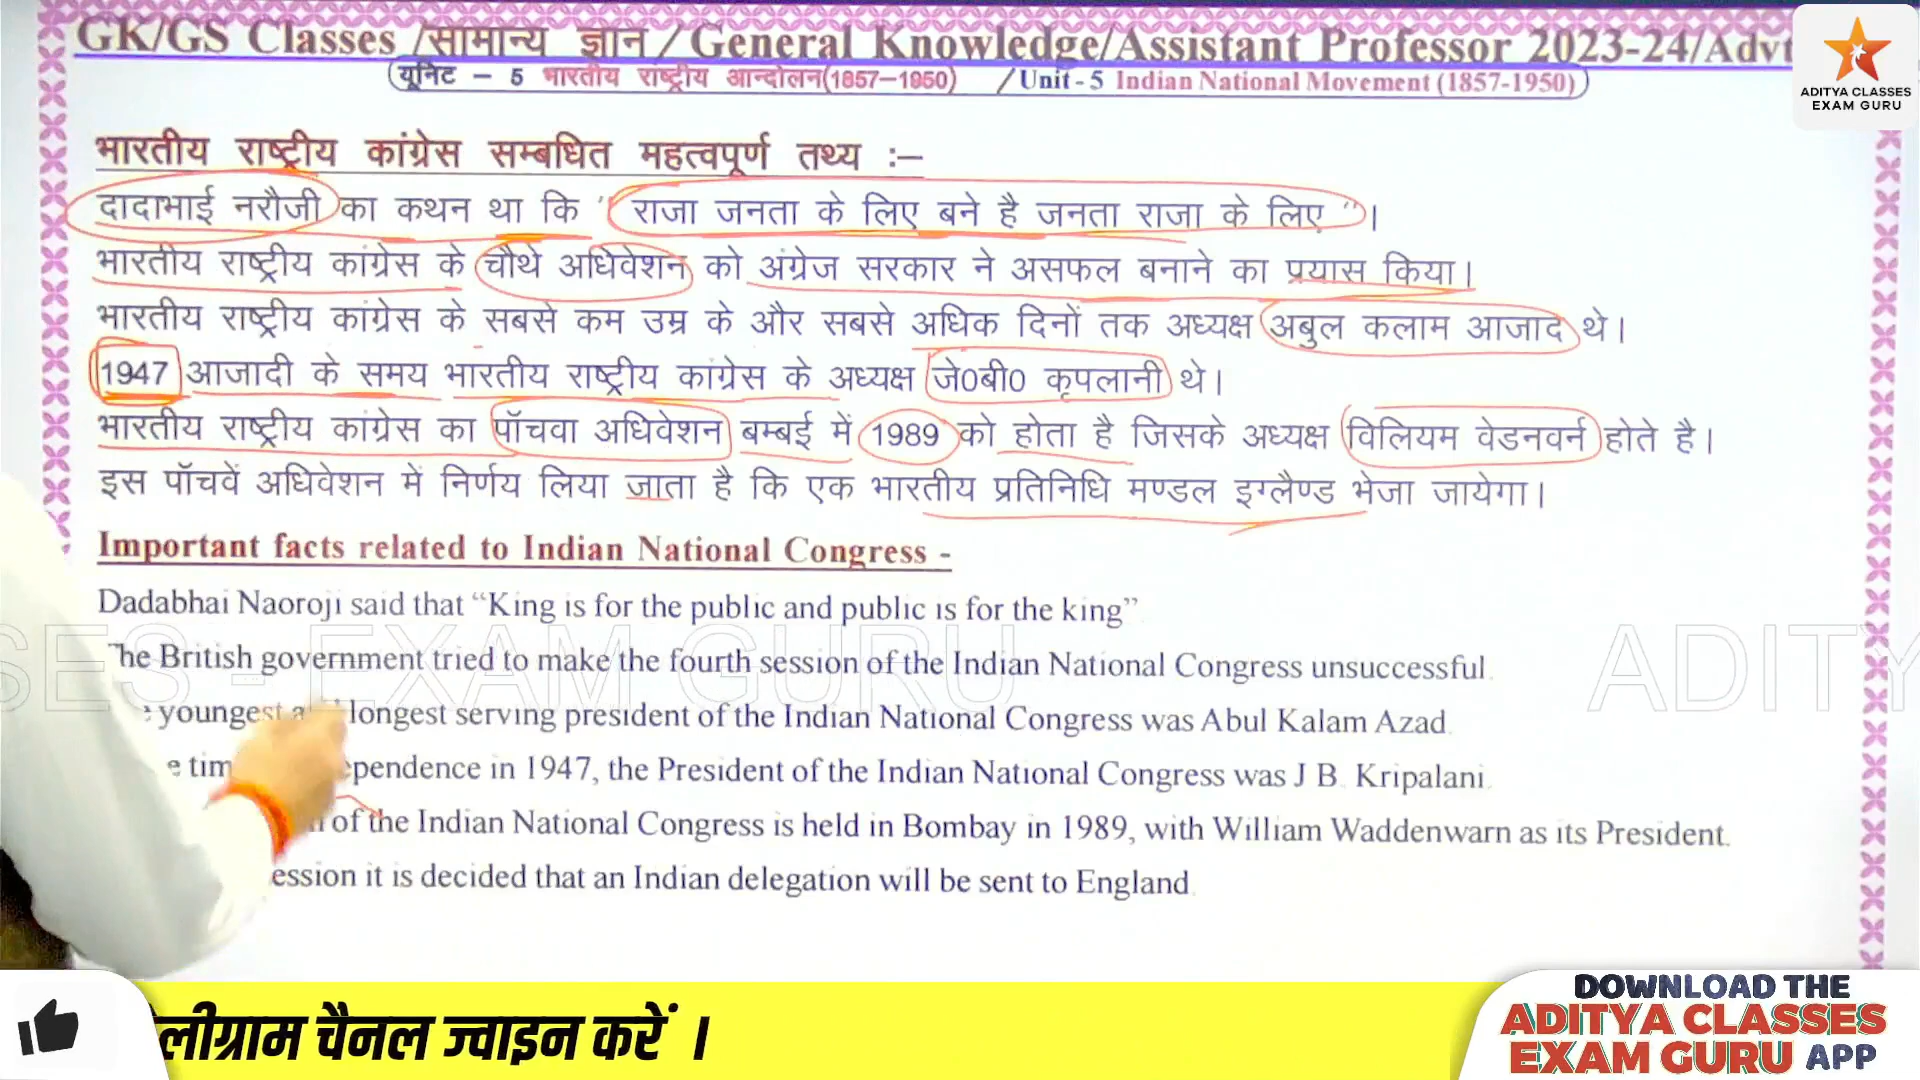 GK/GS Classes /सामान्य ज्ञान / General Knowledge/Assistant Professor 2023-24/Advt
यूनिट – 5 भारतीय राष्ट्रीय आन्दोलन(1857–1950) / Unit - 5 Indian National Movement (1857-1950)
ADITYA CLASSES
EXAM GURU
भारतीय राष्ट्रीय कांग्रेस सम्बधित महत्वपूर्ण तथ्य :–
दादाभाई नरौजी का कथन था कि " राजा जनता के लिए बने है जनता राजा के लिए "।
भारतीय राष्ट्रीय कांग्रेस के चौथे अधिवेशन को अंग्रेज सरकार ने असफल बनाने का प्रयास किया।
भारतीय राष्ट्रीय कांग्रेस के सबसे कम उम्र के और सबसे अधिक दिनों तक अध्यक्ष अबुल कलाम आजाद थे।
1947 आजादी के समय भारतीय राष्ट्रीय कांग्रेस के अध्यक्ष जे0बी0 कृपलानी थे।
भारतीय राष्ट्रीय कांग्रेस का पॉचवा अधिवेशन बम्बई में 1989 को होता है जिसके अध्यक्ष विलियम वेडनवर्न होते है।
इस पॉचवें अधिवेशन में निर्णय लिया जाता है कि एक भारतीय प्रतिनिधि मण्डल इग्लैण्ड भेजा जायेगा।
Important facts related to Indian National Congress -
Dadabhai Naoroji said that “King is for the public and public is for the king”
The British government tried to make the fourth session of the Indian National Congress unsuccessful.
youngest longest serving president of the Indian National Congress was Abul Kalam Azad.
in 1947, the President of the Indian National Congress was J B. Kripalani.
of the Indian National Congress is held in Bombay in 1989, with William Waddenwarn as its President.
ession it is decided that an Indian delegation will be sent to England.
SES - EXAM GURU ADITY
लीग्राम चैनल ज्वाइन करें ।
DOWNLOAD THE
ADITYA CLASSES
EXAM GURU APP